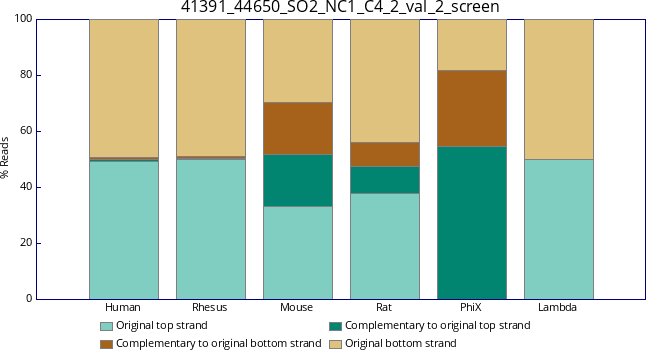 41391_44650_SO2_NC1_C4_2_val_2_screen
% Reads
100
80
60
40
20
0
Human Rhesus Mouse Rat PhiX Lambda
Original top strand Complementary to original top strand
Complementary to original bottom strand Original bottom strand